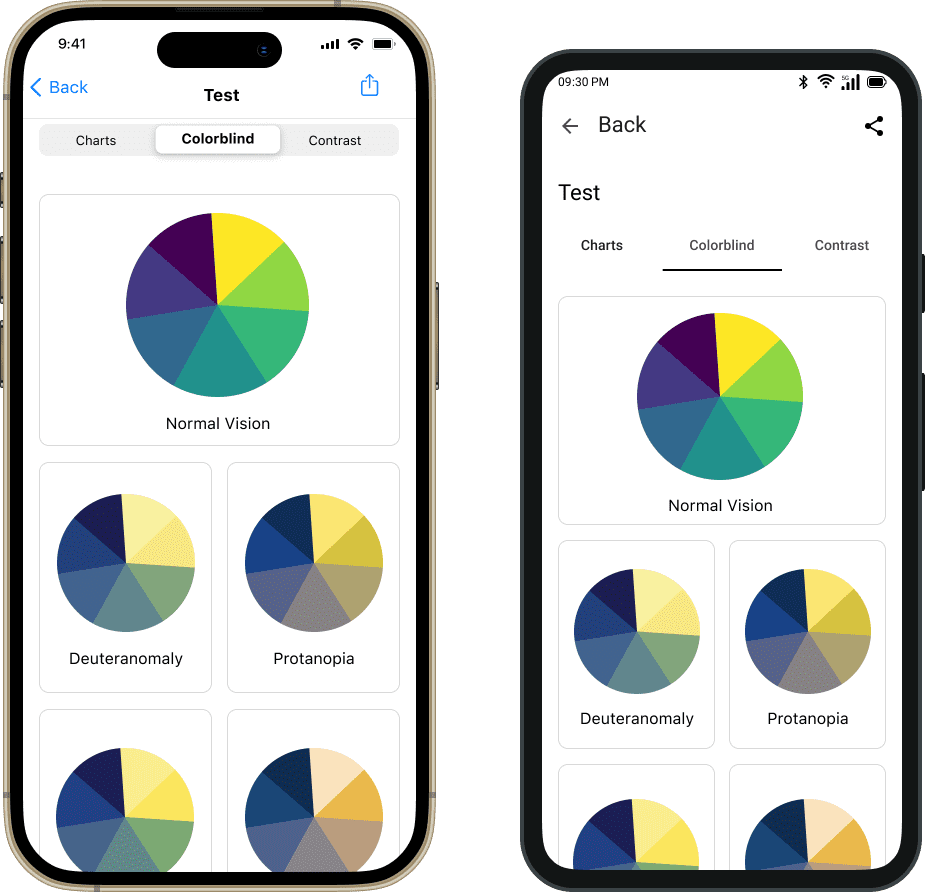 9:41
Back
Test
Charts Colorblind Contrast
Normal Vision
Deuteranomaly Protanopia
09:30 PM
5G
Back
Test
Charts Colorblind Contrast
Normal Vision
Deuteranomaly Protanopia